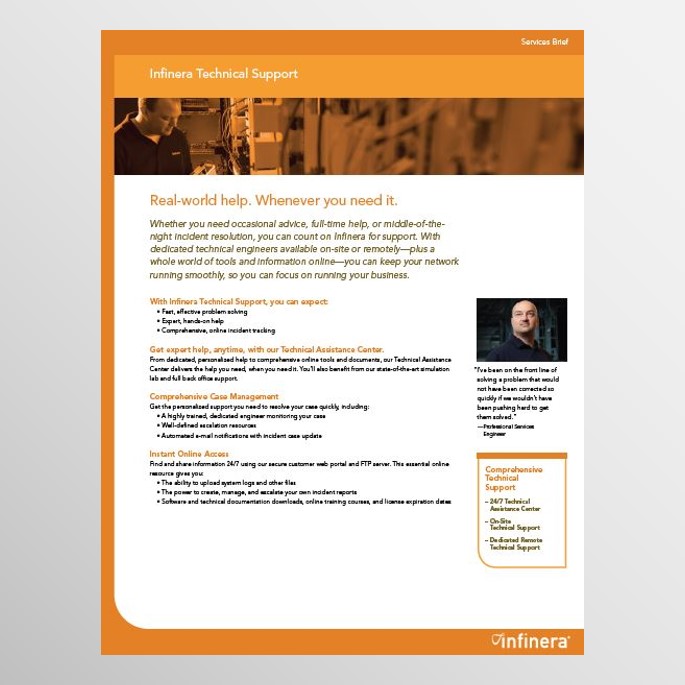 Services Brief
Infinera Technical Support
Real-world help. Whenever you need it.
Whether you need occasional advice, full-time help, or middle-of-the-
night incident resolution, you can count on Infinera for support. With
dedicated technical engineers available on-site or remotely—plus a
whole world of tools and information online—you can keep your network
running smoothly, so you can focus on running your business.
With Infinera Technical Support, you can expect:
• Fast, effective problem solving
• Expert, hands-on help
• Comprehensive, online incident tracking
Get expert help, anytime, with our Technical Assistance Center.
From dedicated, personalized help to comprehensive online tools and documents, our Technical Assistance
Center delivers the help you need, when you need it. You'll also benefit from our state-of-the-art simulation
lab and full back office support.
Comprehensive Case Management
Get the personalized support you need to resolve your case quickly, including:
• A highly trained, dedicated engineer monitoring your case
• Well-defined escalation resources
• Automated e-mail notifications with incident case update
Instant Online Access
Find and share information 24/7 using our secure customer web portal and FTP server. This essential online
resource gives you:
• The ability to upload system logs and other files
• The power to create, manage, and escalate your own incident reports
• Software and technical documentation downloads, online training courses, and license expiration dates
"I've been on the front line of
solving a problem that would
not have been corrected so
quickly if we wouldn't have
been pushing hard to get
them solved."
—Professional Services
Engineer
Comprehensive
Technical
Support
– 24/7 Technical
Assistance Center
– On-Site
Technical Support
– Dedicated Remote
Technical Support
infinera